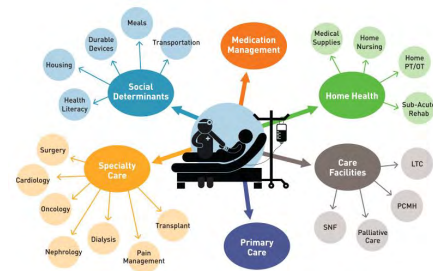 Meals
Durable
Devices
Transportation
Housing
Social
Determinants
Health
Literacy
Medication
Management
Medical
Supplies
Home
Nursing
Home
PT/OT
Home Health
Sub-Acute
Rehab
Surgery
Specialty
Care
Cardiology
Oncology
Nephrology
Dialysis
Pain
Management
Transplant
Primary
Care
Care
Facilities
LTC
PCMH
Palliative
Care
SNF